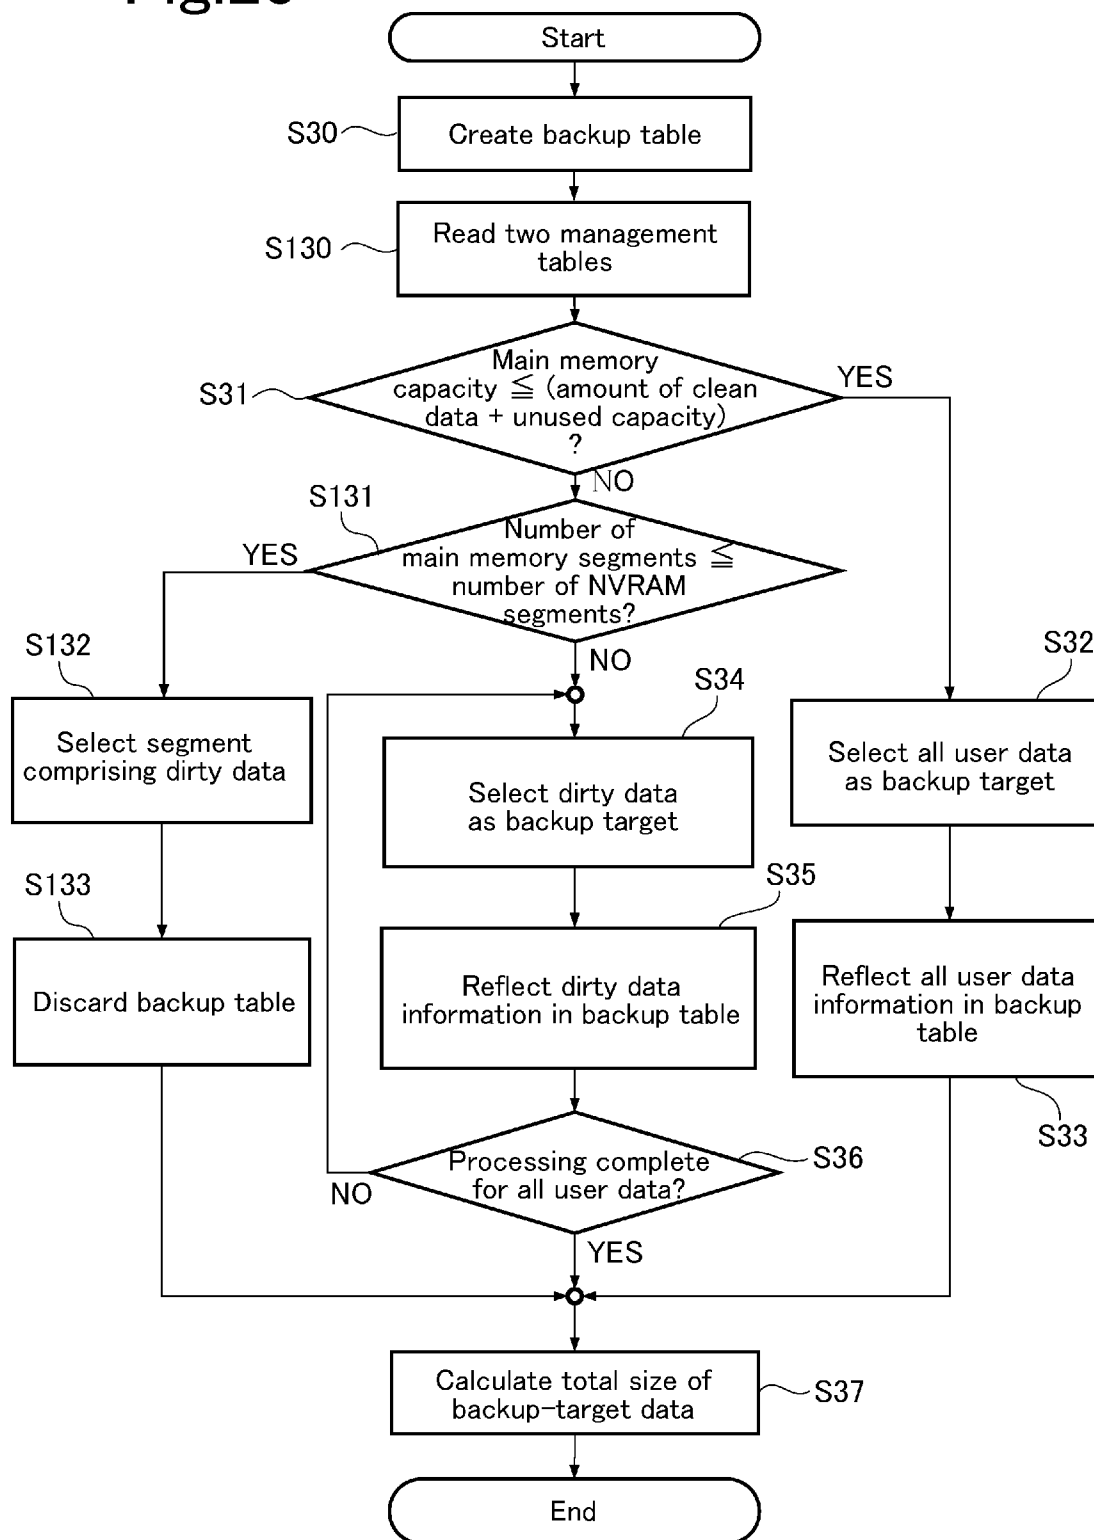 Start
S30
Create backup table
S130
Read two management
tables
S31
Main memory
capacity ≦ (amount of clean
data + unused capacity)
?
YES
NO
S131
Number of
main memory segments ≦
number of NVRAM
segments?
YES
NO
S132
Select segment
comprising dirty data
S34
Select dirty data
as backup target
S32
Select all user data
as backup target
S133
Discard backup table
S35
Reflect dirty data
information in backup table
Reflect all user data
information in backup
table
S33
Processing complete
for all user data?
S36
NO
YES
Calculate total size of
backup-target data
S37
End